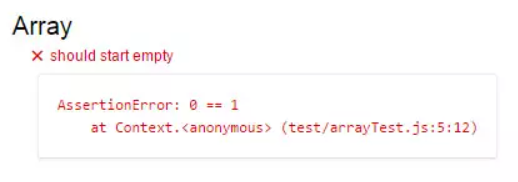 Array
✕ should start empty
AssertionError: 0 == 1
at Context.<anonymous> (test/arrayTest.js:5:12)